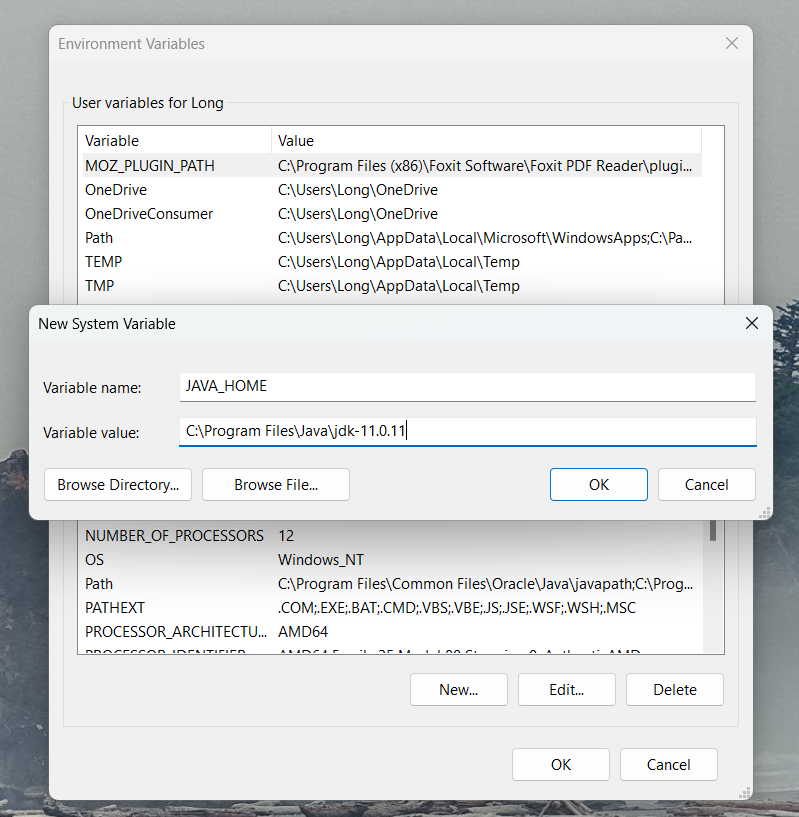 Environment Variables
User variables for Long
Variable Value
MOZ_PLUGIN_PATH C:\Program Files (x86)\Foxit Software\Foxit PDF Reader\plugi...
OneDrive C:\Users\Long\OneDrive
OneDriveConsumer C:\Users\Long\OneDrive
Path C:\Users\Long\AppData\Local\Microsoft\WindowsApps;C:\Pa...
TEMP C:\Users\Long\AppData\Local\Temp
TMP C:\Users\Long\AppData\Local\Temp
New System Variable
Variable name: JAVA_HOME
Variable value: C:\Program Files\Java\jdk-11.0.11
Browse Directory... Browse File... OK Cancel
NUMBER_OF_PROCESSORS 12
OS Windows_NT
Path C:\Program Files\Common Files\Oracle\Java\javapath;C:\Prog...
PATHEXT .COM;.EXE;.BAT;.CMD;.VBS;.VBE;.JS;.JSE;.WSF;.WSH;.MSC
PROCESSOR_ARCHITECTU... AMD64
New... Edit... Delete
OK Cancel